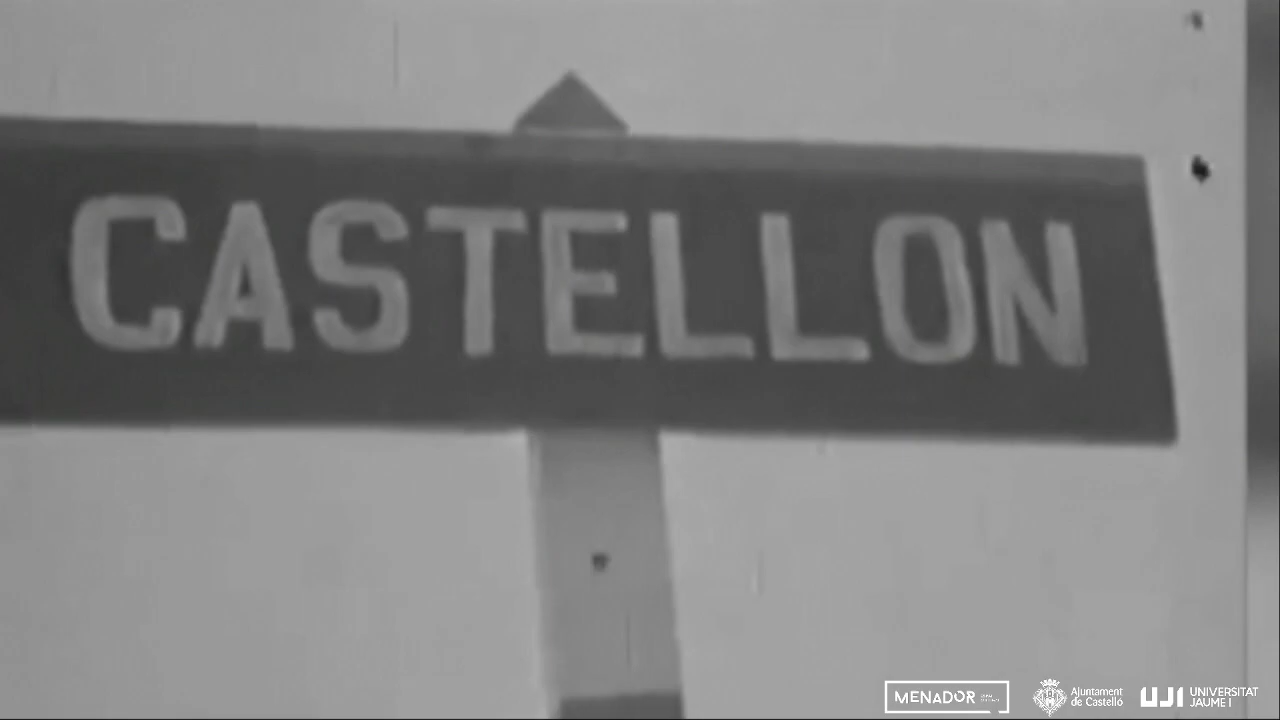 CASTELLON
MENADOR
Ajuntament
de Castelló
UJI UNIVERSITAT
JAUME I